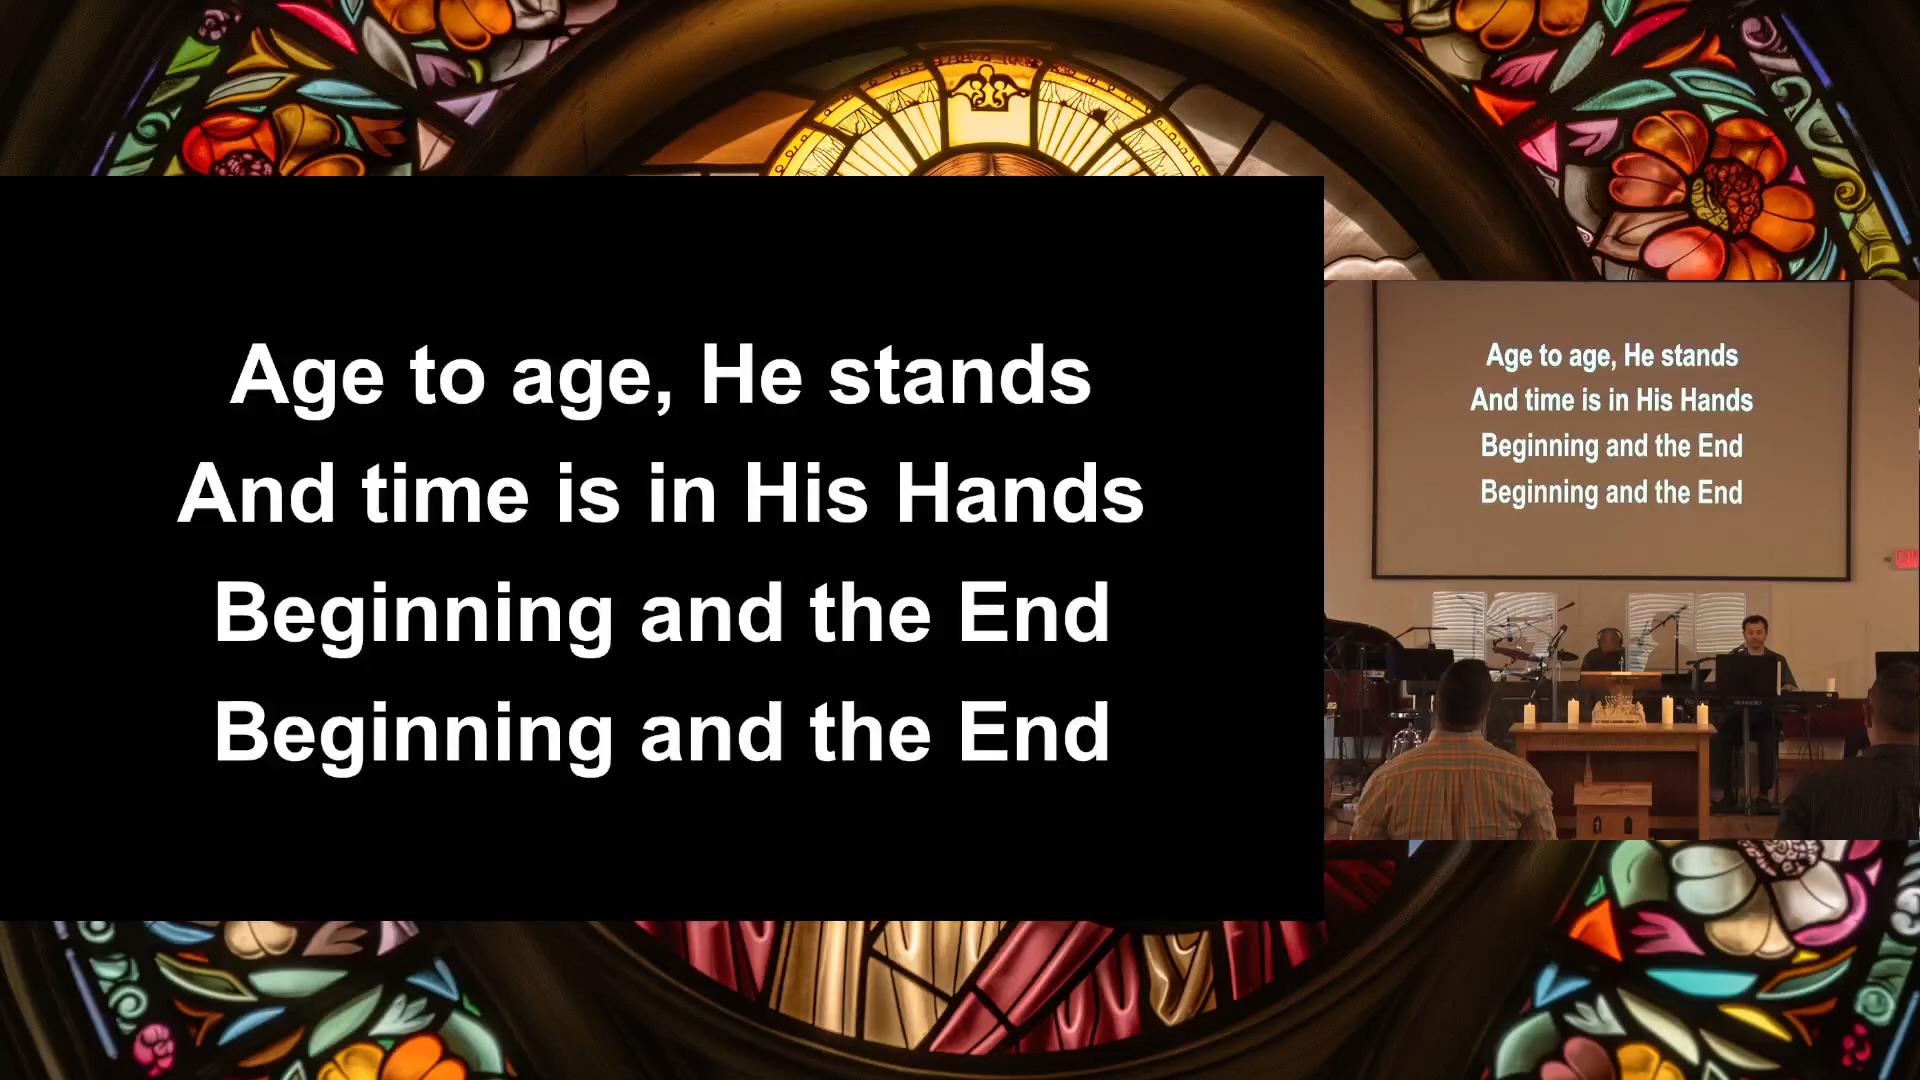 Age to age, He stands
And time is in His Hands
Beginning and the End
Beginning and the End
Age to age, He stands
And time is in His Hands
Beginning and the End
Beginning and the End